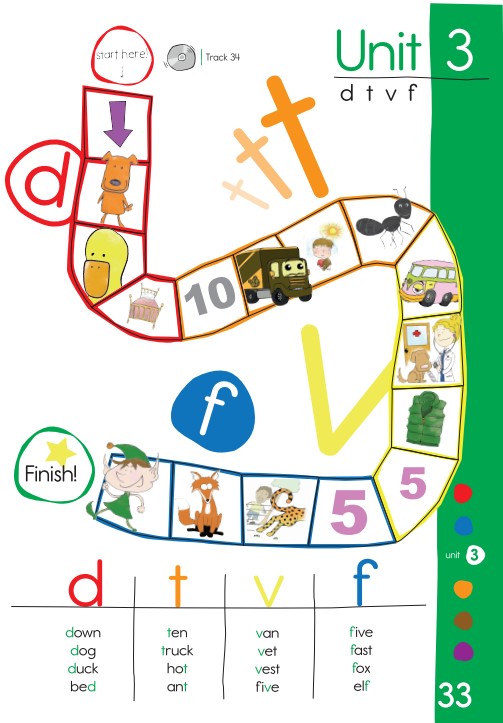 start here!
Track 34
Unit 3
d t v f
t t t
d
10
v
f
5
5
Finish!
unit 3
d t v f
down ten van five
dog truck vet fast
duck hot vest fox
bed ant five elf
33